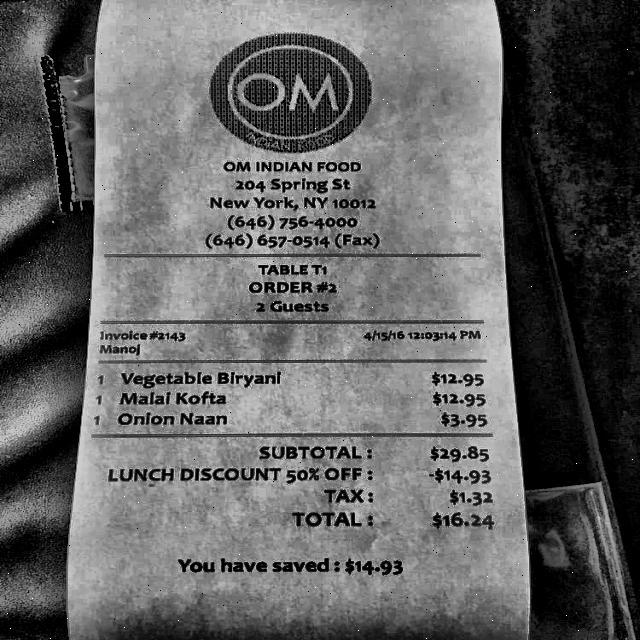 OM
OM INDIAN FOOD
204 Spring St
New York, NY 10012
(646) 756-4000
(646) 657-0514 (Fax)
TABLE T1
ORDER #2
2 Guests
Invoice#2143 4/15/16 12:03:14 PM
Manoj
1 Vegetable Biryani $12.95
1 Malai Kofta $12.95
1 Onion Naan $3.95
SUBTOTAL : $29.85
LUNCH DISCOUNT 50% OFF : -$14.93
TAX : $1.32
TOTAL : $16.24
You have saved : $14.93